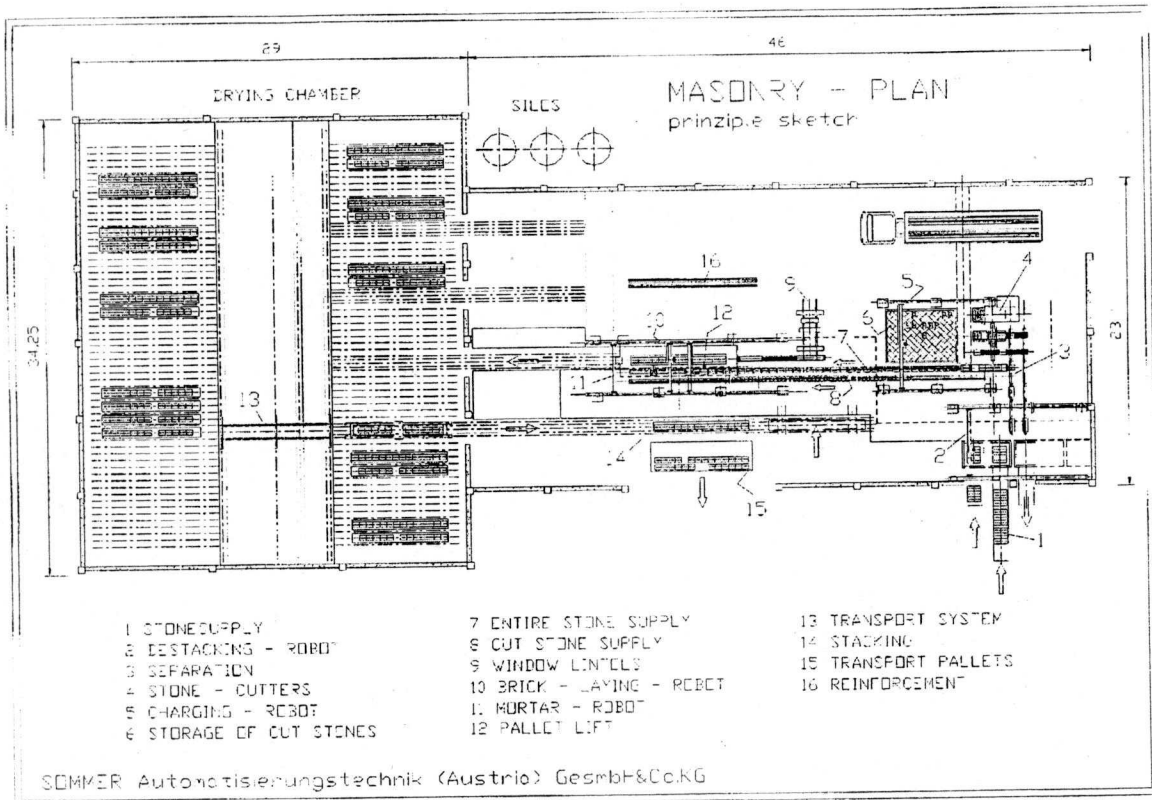 29
46
DRYING CHAMBER
SILES
MASONRY - PLAN
prinzip.e sketch
34,25
23
16
9
5
4
10
12
6
7
3
11
8
13
14
2
15
1
1 STONESUPPLY
2 DESTACKING - ROBOT
3 SEPARATION
4 STONE - CUTTERS
5 CHARGING - ROBOT
6 STORAGE OF CUT STONES
7 ENTIRE STONE SUPPLY
8 CUT STONE SUPPLY
9 WINDOW LINTELS
10 BRICK - LAYING - ROBOT
11 MORTAR - ROBOT
12 PALLET LIFT
13 TRANSPORT SYSTEM
14 STACKING
15 TRANSPORT PALLETS
16 REINFORCEMENT
SOMMER Automatisierungstechnik (Austria) GesmbH&Co.KG